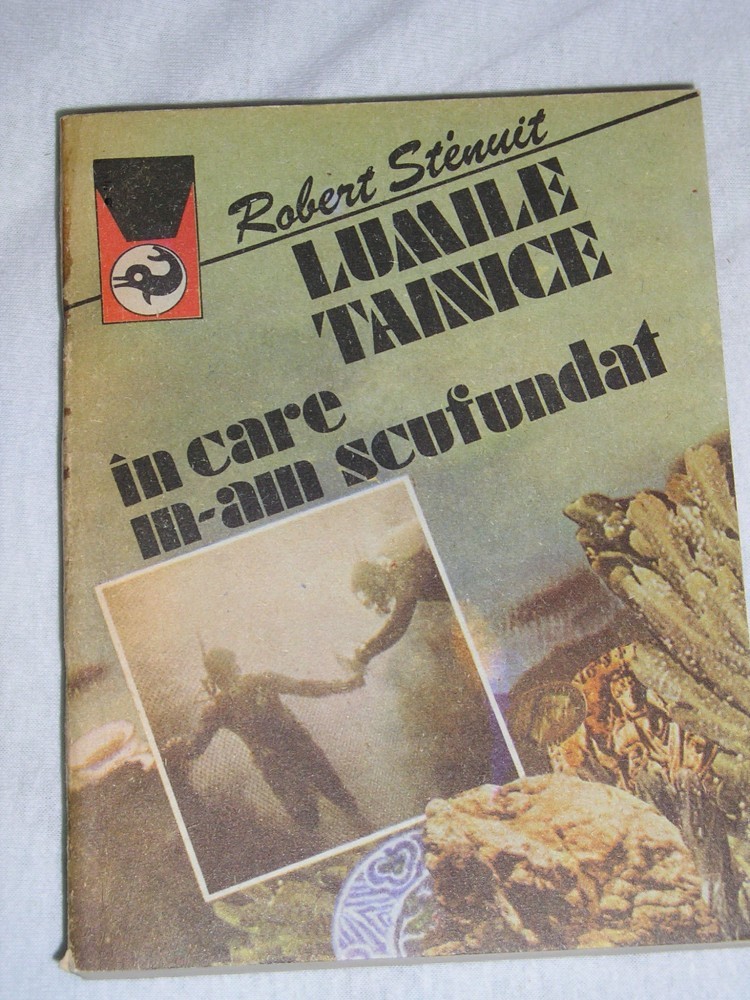 Robert Sténuit
LUMILE
TAINICE
în care
m-am scufundat